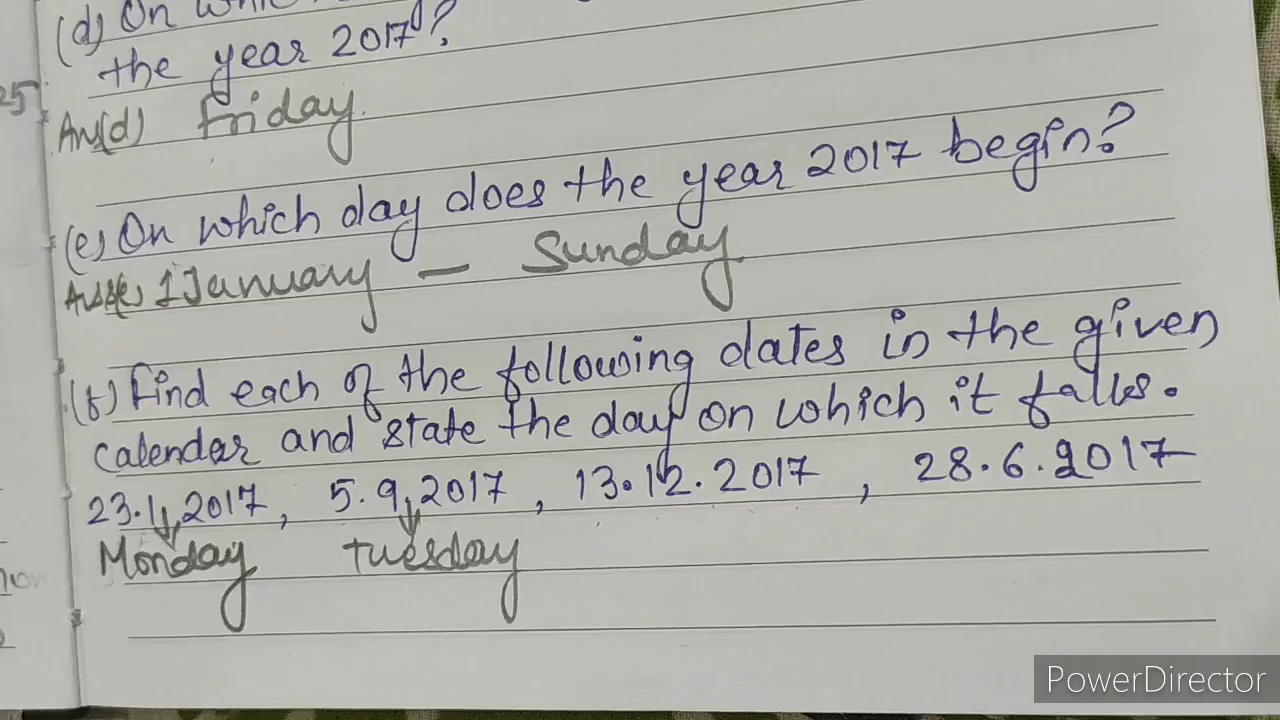 (d) On
the year 2017?
25
Ans(d) Friday.
(e) On which day does the year 2017 begin?
Ans(e) 1 January — Sunday.
(f) Find each of the following dates in the given
calendar and state the day on which it falls.
23.1.2017, 5.9.2017, 13.12.2017, 28.6.2017
Monday Tuesday
PowerDirector